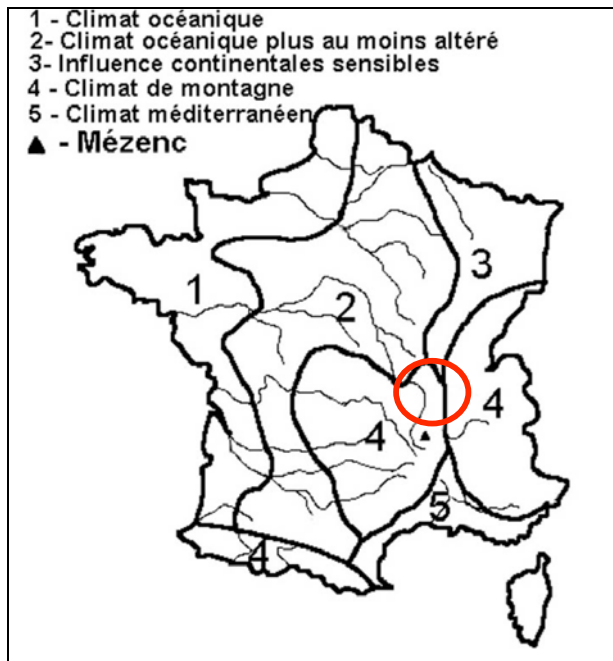 1 - Climat océanique
2- Climat océanique plus au moins altéré
3- Influence continentales sensibles
4 - Climat de montagne
5 - Climat méditerranéen
▲ - Mézenc
3
1
2
4
4
5
4